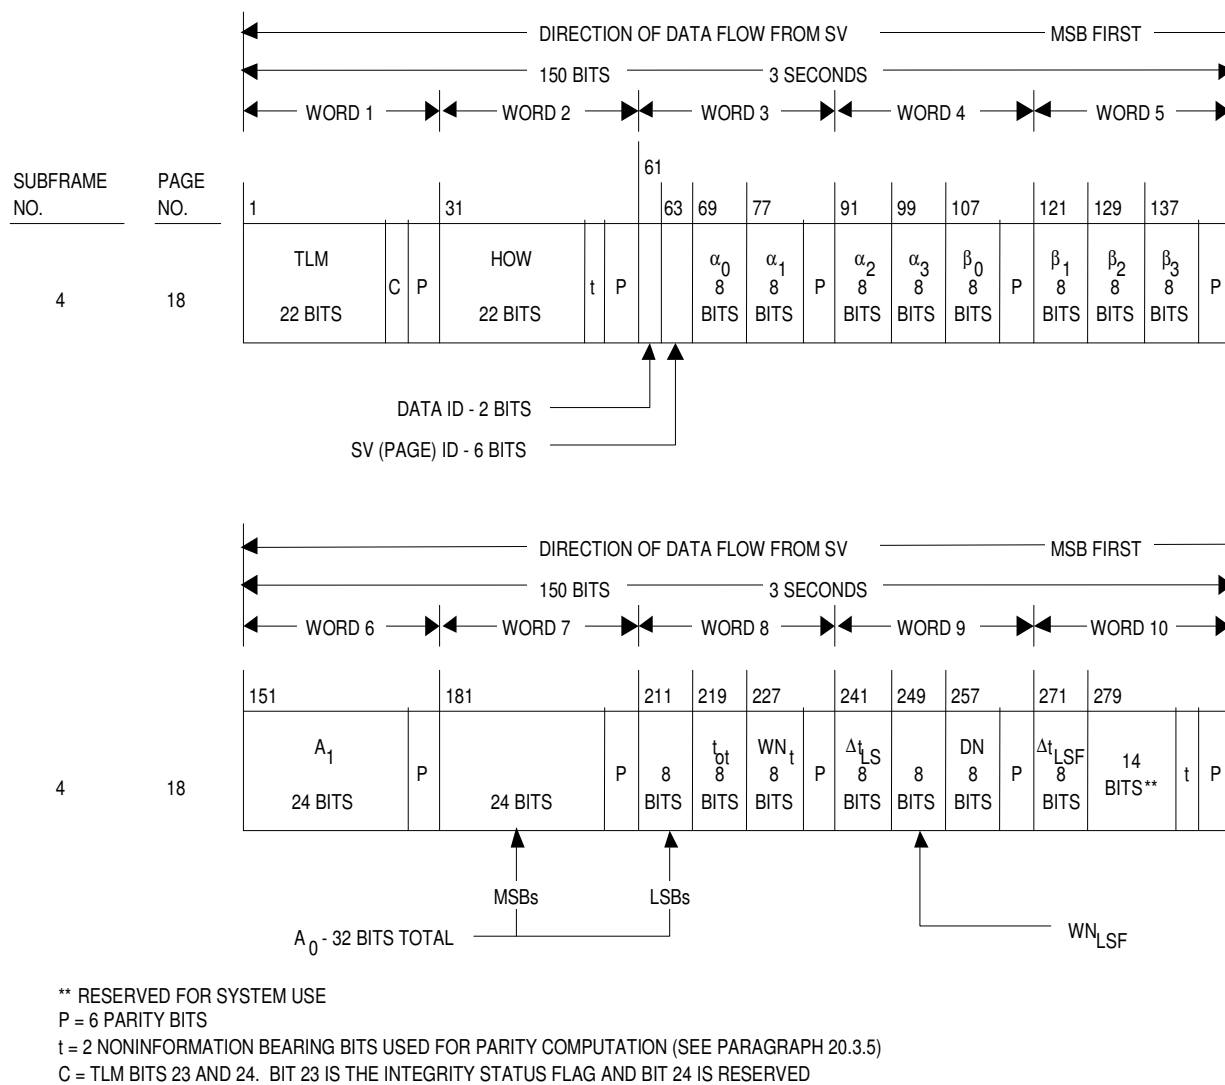 DIRECTION OF DATA FLOW FROM SV MSB FIRST
150 BITS 3 SECONDS
WORD 1 WORD 2 WORD 3 WORD 4 WORD 5
SUBFRAME NO. PAGE NO.
1 31 61 63 69 77 91 99 107 121 129 137
4 18
TLM 22 BITS
C
P
HOW 22 BITS
t
P
α0 8 BITS
α1 8 BITS
P
α2 8 BITS
α3 8 BITS
β0 8 BITS
P
β1 8 BITS
β2 8 BITS
β3 8 BITS
P
DATA ID - 2 BITS
SV (PAGE) ID - 6 BITS
DIRECTION OF DATA FLOW FROM SV MSB FIRST
150 BITS 3 SECONDS
WORD 6 WORD 7 WORD 8 WORD 9 WORD 10
151 181 211 219 227 241 249 257 271 279
4 18
A1 24 BITS
P
24 BITS
P
8 BITS
tot 8 BITS
WNt 8 BITS
P
ΔtLS 8 BITS
8 BITS
DN 8 BITS
P
ΔtLSF 8 BITS
14 BITS**
t
P
MSBs LSBs
A0 - 32 BITS TOTAL
WNLSF
** RESERVED FOR SYSTEM USE
P = 6 PARITY BITS
t = 2 NONINFORMATION BEARING BITS USED FOR PARITY COMPUTATION (SEE PARAGRAPH 20.3.5)
C = TLM BITS 23 AND 24. BIT 23 IS THE INTEGRITY STATUS FLAG AND BIT 24 IS RESERVED